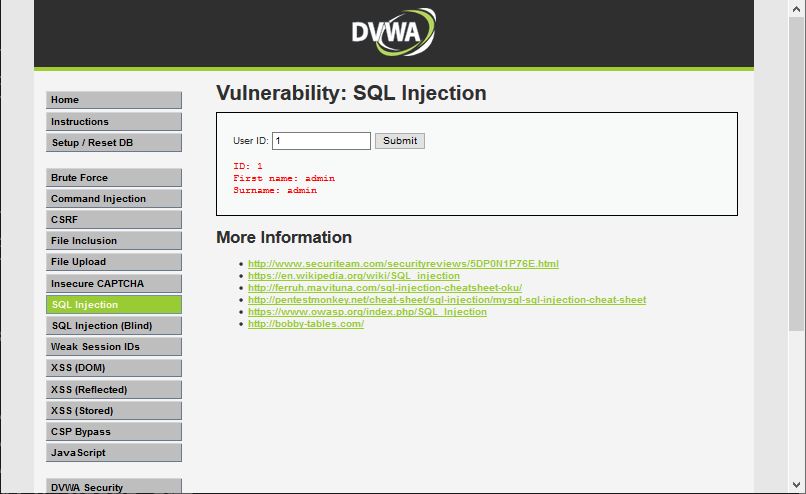 DVWA
Home
Instructions
Setup / Reset DB
Brute Force
Command Injection
CSRF
File Inclusion
File Upload
Insecure CAPTCHA
SQL Injection
SQL Injection (Blind)
Weak Session IDs
XSS (DOM)
XSS (Reflected)
XSS (Stored)
CSP Bypass
JavaScript
DVWA Security
Vulnerability: SQL Injection
User ID: 1 Submit
ID: 1
First name: admin
Surname: admin
More Information
http://www.securiteam.com/securityreviews/5DP0N1P76E.html
https://en.wikipedia.org/wiki/SQL_injection
http://ferruh.mavituna.com/sql-injection-cheatsheet-oku/
http://pentestmonkey.net/cheat-sheet/sql-injection/mysql-sql-injection-cheat-sheet
https://www.owasp.org/index.php/SQL_Injection
http://bobby-tables.com/